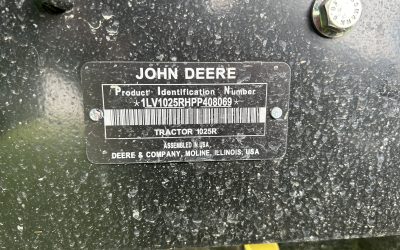 JOHN DEERE
Product Identification Number
*1LV1025RHPP408069*
TRACTOR 1025R
ASSEMBLED IN USA
DEERE & COMPANY, MOLINE, ILLINOIS, USA